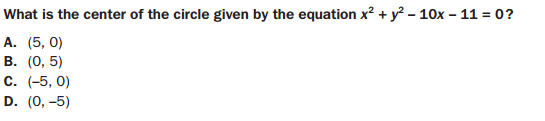 What is the center of the circle given by the equation x² + y² – 10x – 11 = 0?
A. (5, 0)
B. (0, 5)
C. (–5, 0)
D. (0, –5)